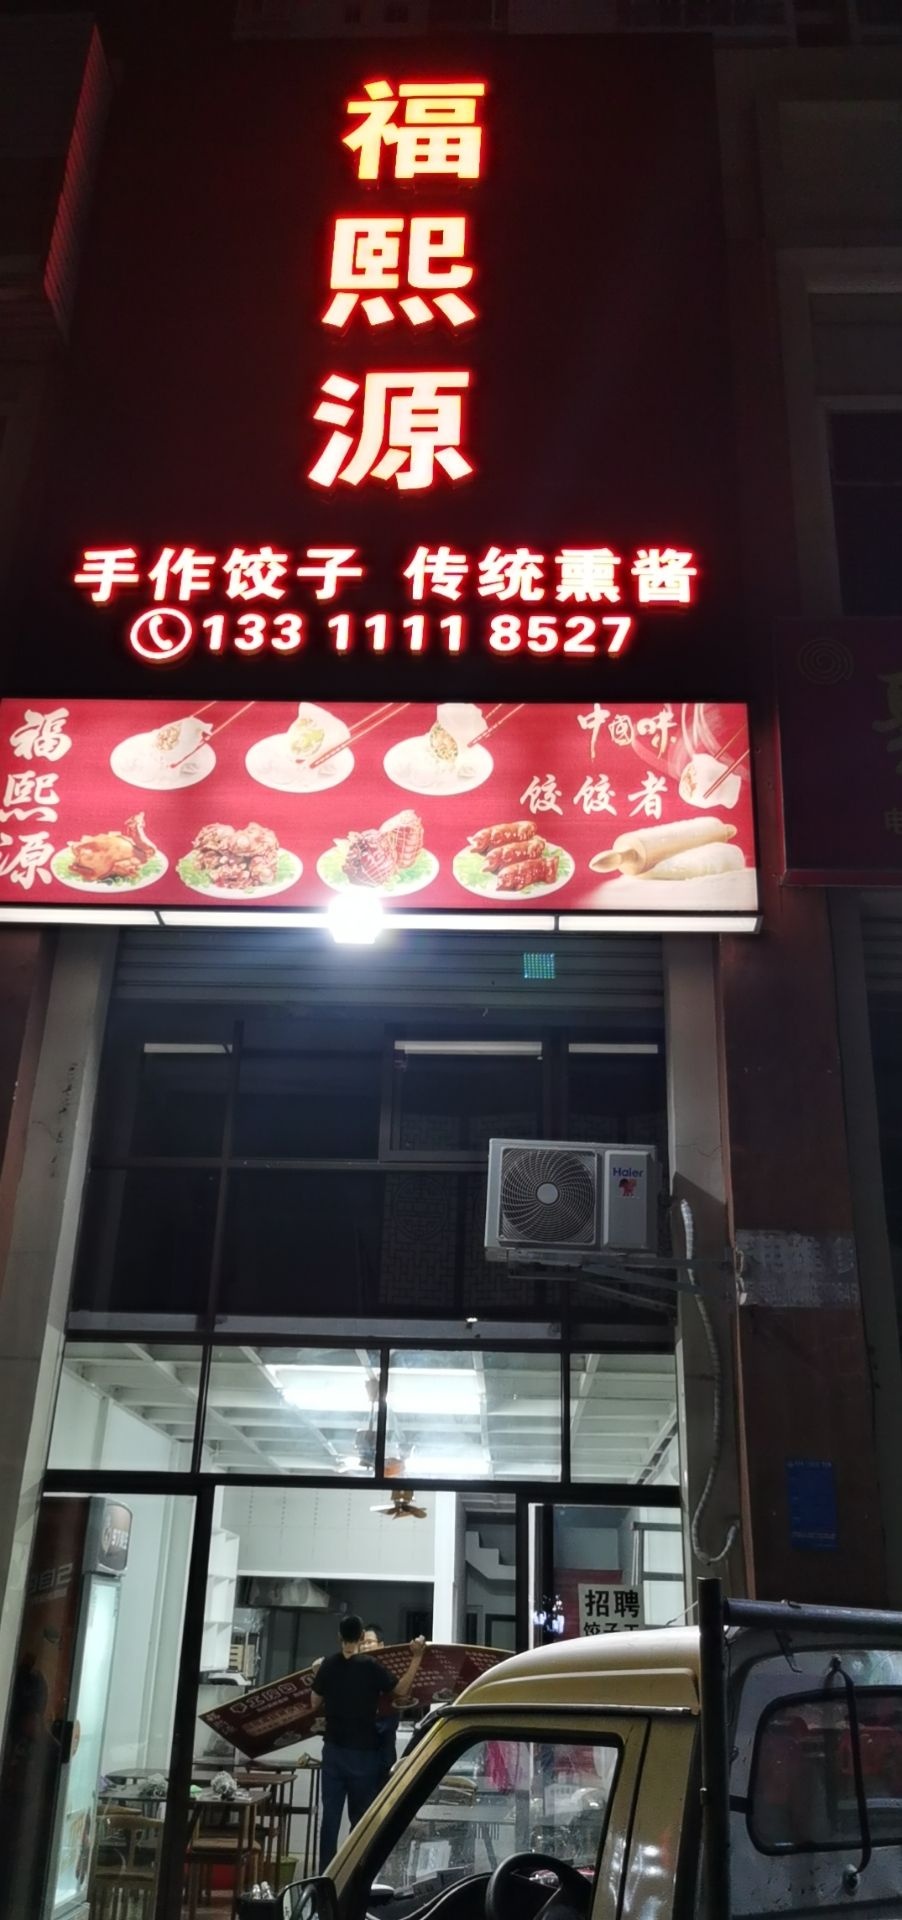 福熙源
手作饺子 传统熏酱
133 1111 8527
福熙源
中国味
饺饺者
Haier
招聘